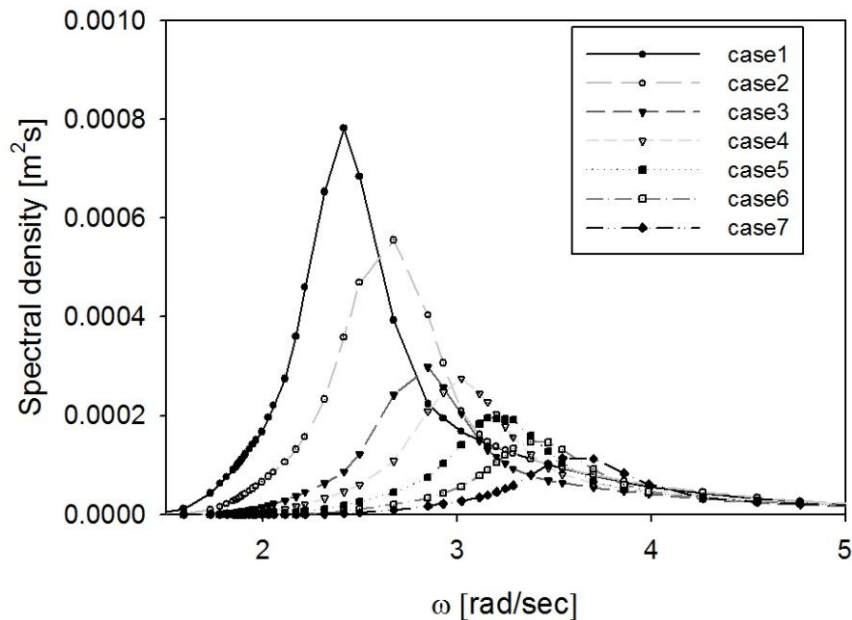 Spectral density [m²s]
0.0010
0.0008
0.0006
0.0004
0.0002
0.0000
case1
case2
case3
case4
case5
case6
case7
2 3 4 5
ω [rad/sec]